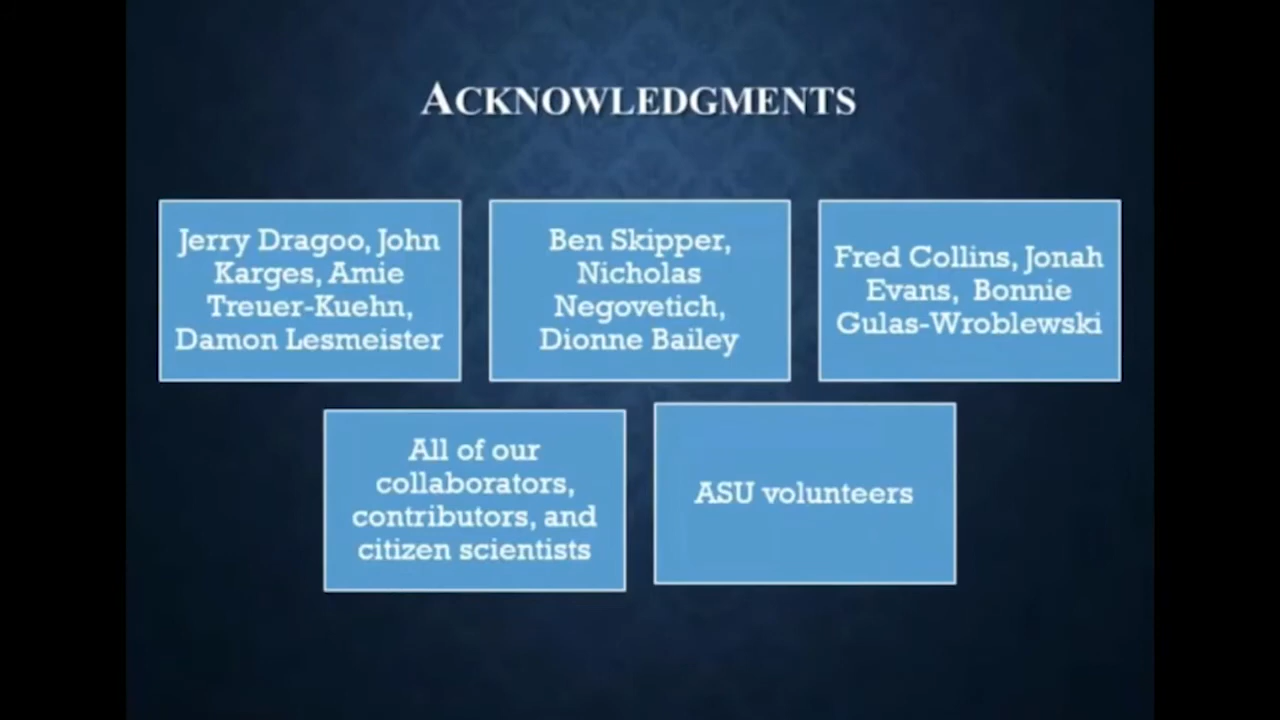 ACKNOWLEDGMENTS
Jerry Dragoo, John
Karges, Amie
Treuer-Kuehn,
Damon Lesmeister
Ben Skipper,
Nicholas
Negovetich,
Dionne Bailey
Fred Collins, Jonah
Evans, Bonnie
Gulas-Wroblewski
All of our
collaborators,
contributors, and
citizen scientists
ASU volunteers